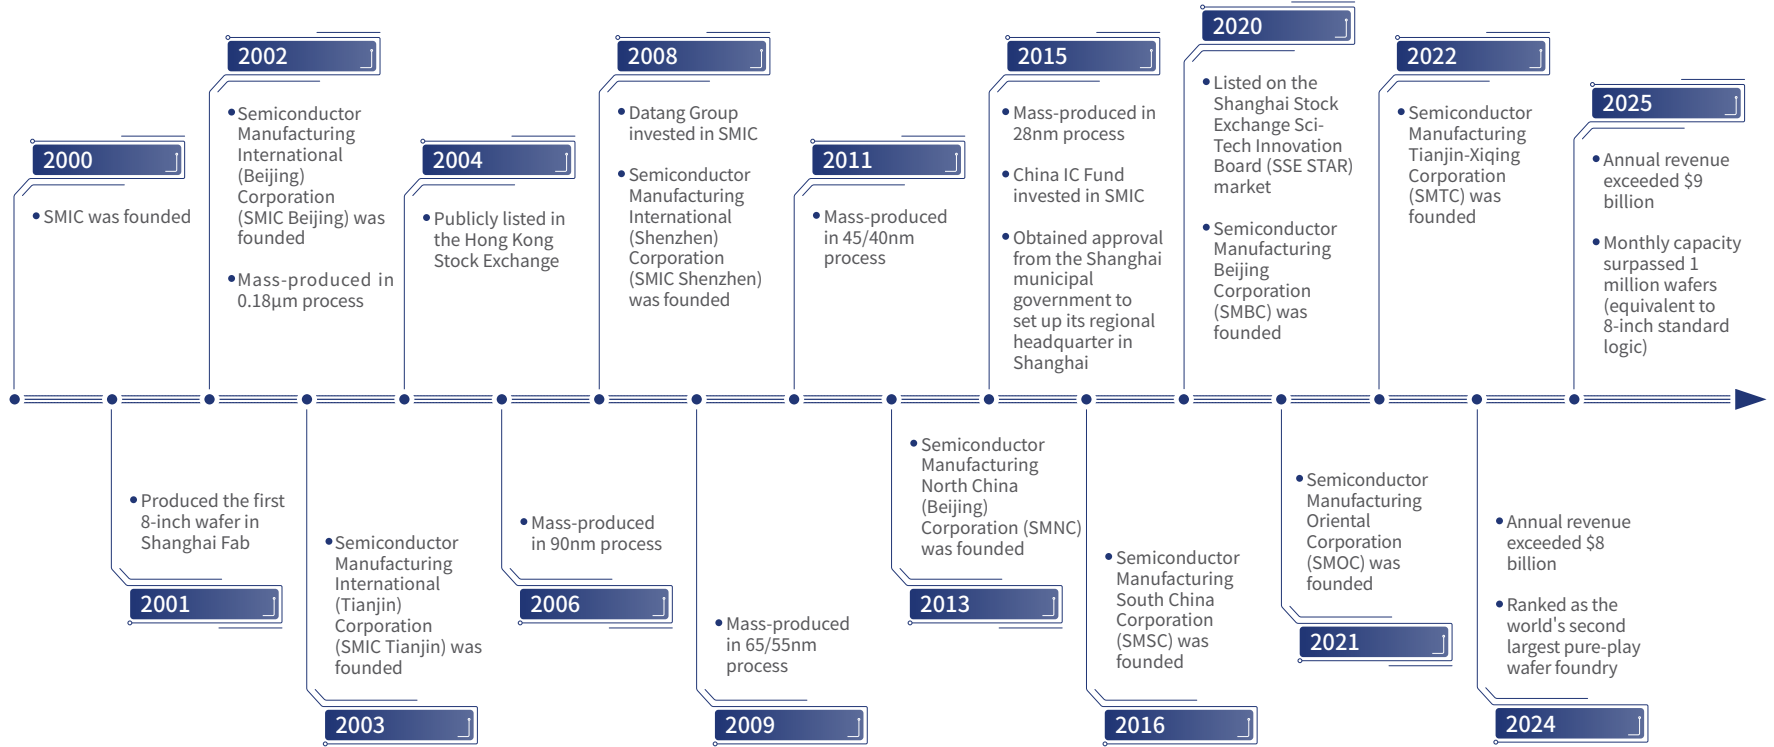 2000
• SMIC was founded
2001
• Produced the first
8-inch wafer in
Shanghai Fab
2002
• Semiconductor
Manufacturing
International
(Beijing)
Corporation
(SMIC Beijing) was
founded
• Mass-produced in
0.18μm process
2003
• Semiconductor
Manufacturing
International
(Tianjin)
Corporation
(SMIC Tianjin) was
founded
2004
• Publicly listed in
the Hong Kong
Stock Exchange
2006
• Mass-produced
in 90nm process
2008
• Datang Group
invested in SMIC
• Semiconductor
Manufacturing
International
(Shenzhen)
Corporation
(SMIC Shenzhen)
was founded
2009
• Mass-produced
in 65/55nm
process
2011
• Mass-produced
in 45/40nm
process
2013
• Semiconductor
Manufacturing
North China
(Beijing)
Corporation (SMNC)
was founded
2015
• Mass-produced in
28nm process
• China IC Fund
invested in SMIC
• Obtained approval
from the Shanghai
municipal
government to
set up its regional
headquarter in
Shanghai
2016
• Semiconductor
Manufacturing
South China
Corporation
(SMSC) was
founded
2020
• Listed on the
Shanghai Stock
Exchange Sci-
Tech Innovation
Board (SSE STAR)
market
• Semiconductor
Manufacturing
Beijing
Corporation
(SMBC) was
founded
2021
• Semiconductor
Manufacturing
Oriental
Corporation
(SMOC) was
founded
2022
• Semiconductor
Manufacturing
Tianjin-Xiqing
Corporation
(SMTC) was
founded
2024
• Annual revenue
exceeded $8
billion
• Ranked as the
world's second
largest pure-play
wafer foundry
2025
• Annual revenue
exceeded $9
billion
• Monthly capacity
surpassed 1
million wafers
(equivalent to
8-inch standard
logic)